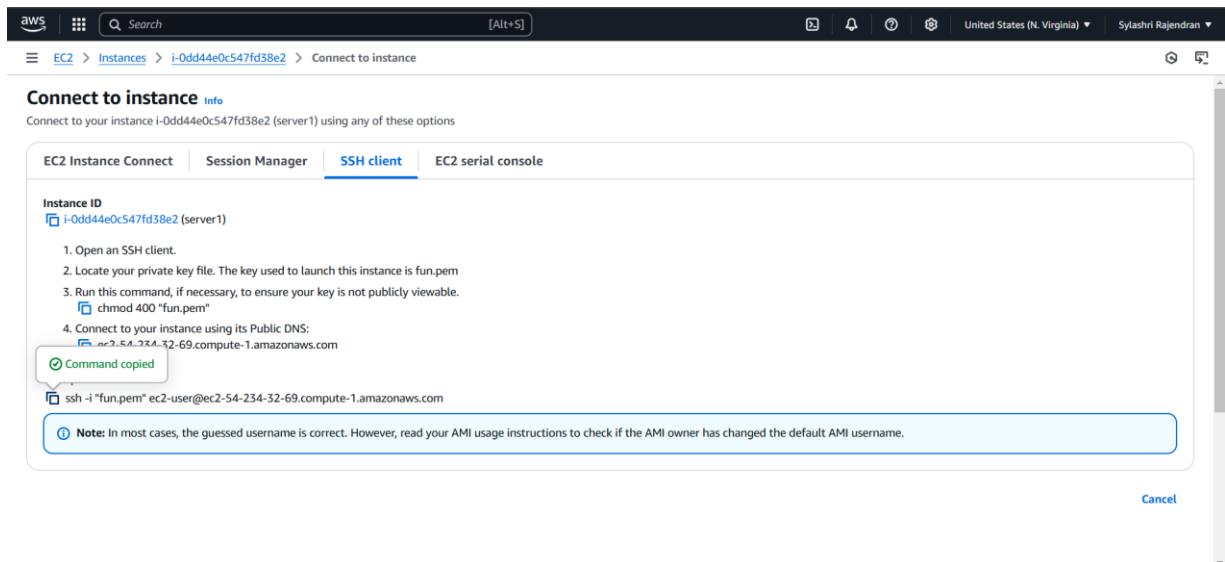 aws Search [Alt+S] United States (N. Virginia) Sylashri Rajendran
EC2 > Instances > i-0dd44e0c547fd38e2 > Connect to instance
Connect to instance Info
Connect to your instance i-0dd44e0c547fd38e2 (server1) using any of these options
EC2 Instance Connect Session Manager SSH client EC2 serial console
Instance ID
i-0dd44e0c547fd38e2 (server1)
1. Open an SSH client.
2. Locate your private key file. The key used to launch this instance is fun.pem
3. Run this command, if necessary, to ensure your key is not publicly viewable.
chmod 400 "fun.pem"
4. Connect to your instance using its Public DNS:
ec2-54-234-32-69.compute-1.amazonaws.com
Command copied
ssh -i "fun.pem" ec2-user@ec2-54-234-32-69.compute-1.amazonaws.com
Note: In most cases, the guessed username is correct. However, read your AMI usage instructions to check if the AMI owner has changed the default AMI username.
Cancel